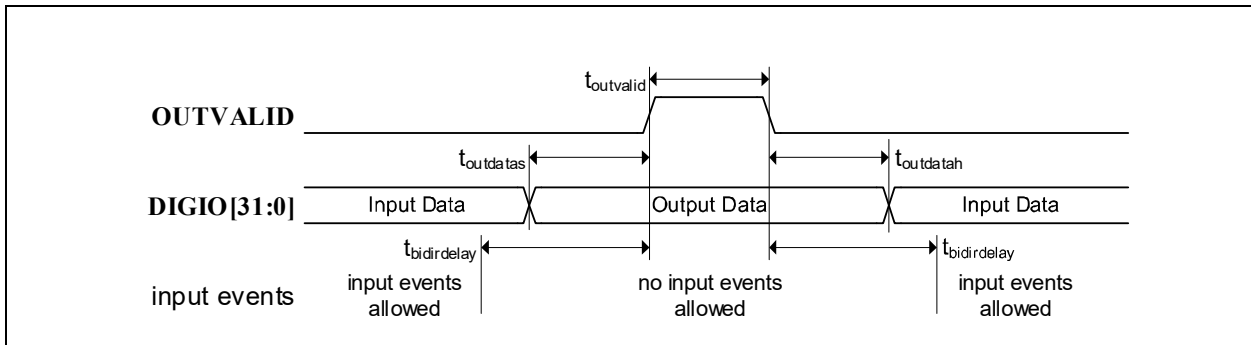 toutvalid
OUTVALID
toutdatas
toutdatah
DIGIO[31:0]
Input Data
Output Data
Input Data
tbidirdelay
tbidirdelay
input events
input events
allowed
no input events
allowed
input events
allowed